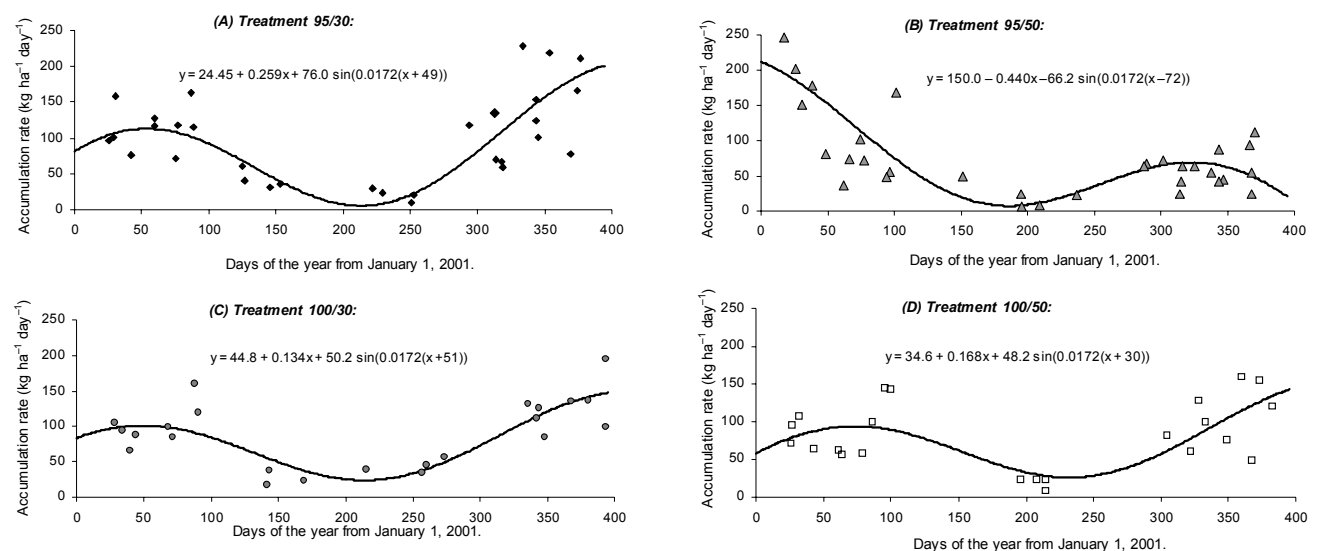 (A) Treatment 95/30:
Accumulation rate (kg ha⁻¹ day⁻¹)
250
200
150
100
50
0
y = 24.45 + 0.259x + 76.0 sin(0.0172(x + 49))
0 50 100 150 200 250 300 350 400
Days of the year from January 1, 2001.
(B) Treatment 95/50:
Accumulation rate (kg ha⁻¹ day⁻¹)
250
200
150
100
50
0
y = 150.0 – 0.440x–66.2 sin(0.0172(x–72))
0 50 100 150 200 250 300 350 400
Days of the year from January 1, 2001.
(C) Treatment 100/30:
Accumulation rate (kg ha⁻¹ day⁻¹)
250
200
150
100
50
0
y = 44.8 + 0.134x + 50.2 sin(0.0172(x+51))
0 50 100 150 200 250 300 350 400
Days of the year from January 1, 2001.
(D) Treatment 100/50:
Accumulation rate (kg ha⁻¹ day⁻¹)
250
200
150
100
50
0
y = 34.6 + 0.168x + 48.2 sin(0.0172(x + 30))
0 50 100 150 200 250 300 350 400
Days of the year from January 1, 2001.